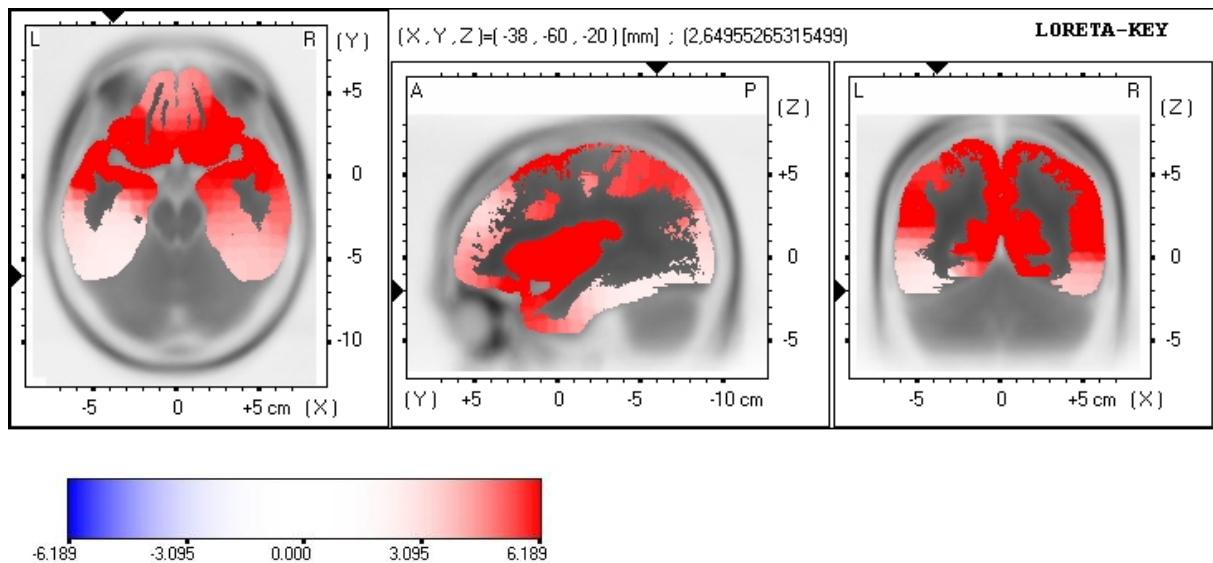 (X,Y,Z)=(-38,-60,-20)[mm] ; (2,64955265315499)
LORETA-KEY
L R (Y)
+5
0
-5
-10
-5 0 +5 cm (X)
A P (Z)
+5
0
-5
(Y) +5 0 -5 -10 cm
L R (Z)
+5
0
-5
-5 0 +5 cm (X)
-6.189 -3.095 0.000 3.095 6.189